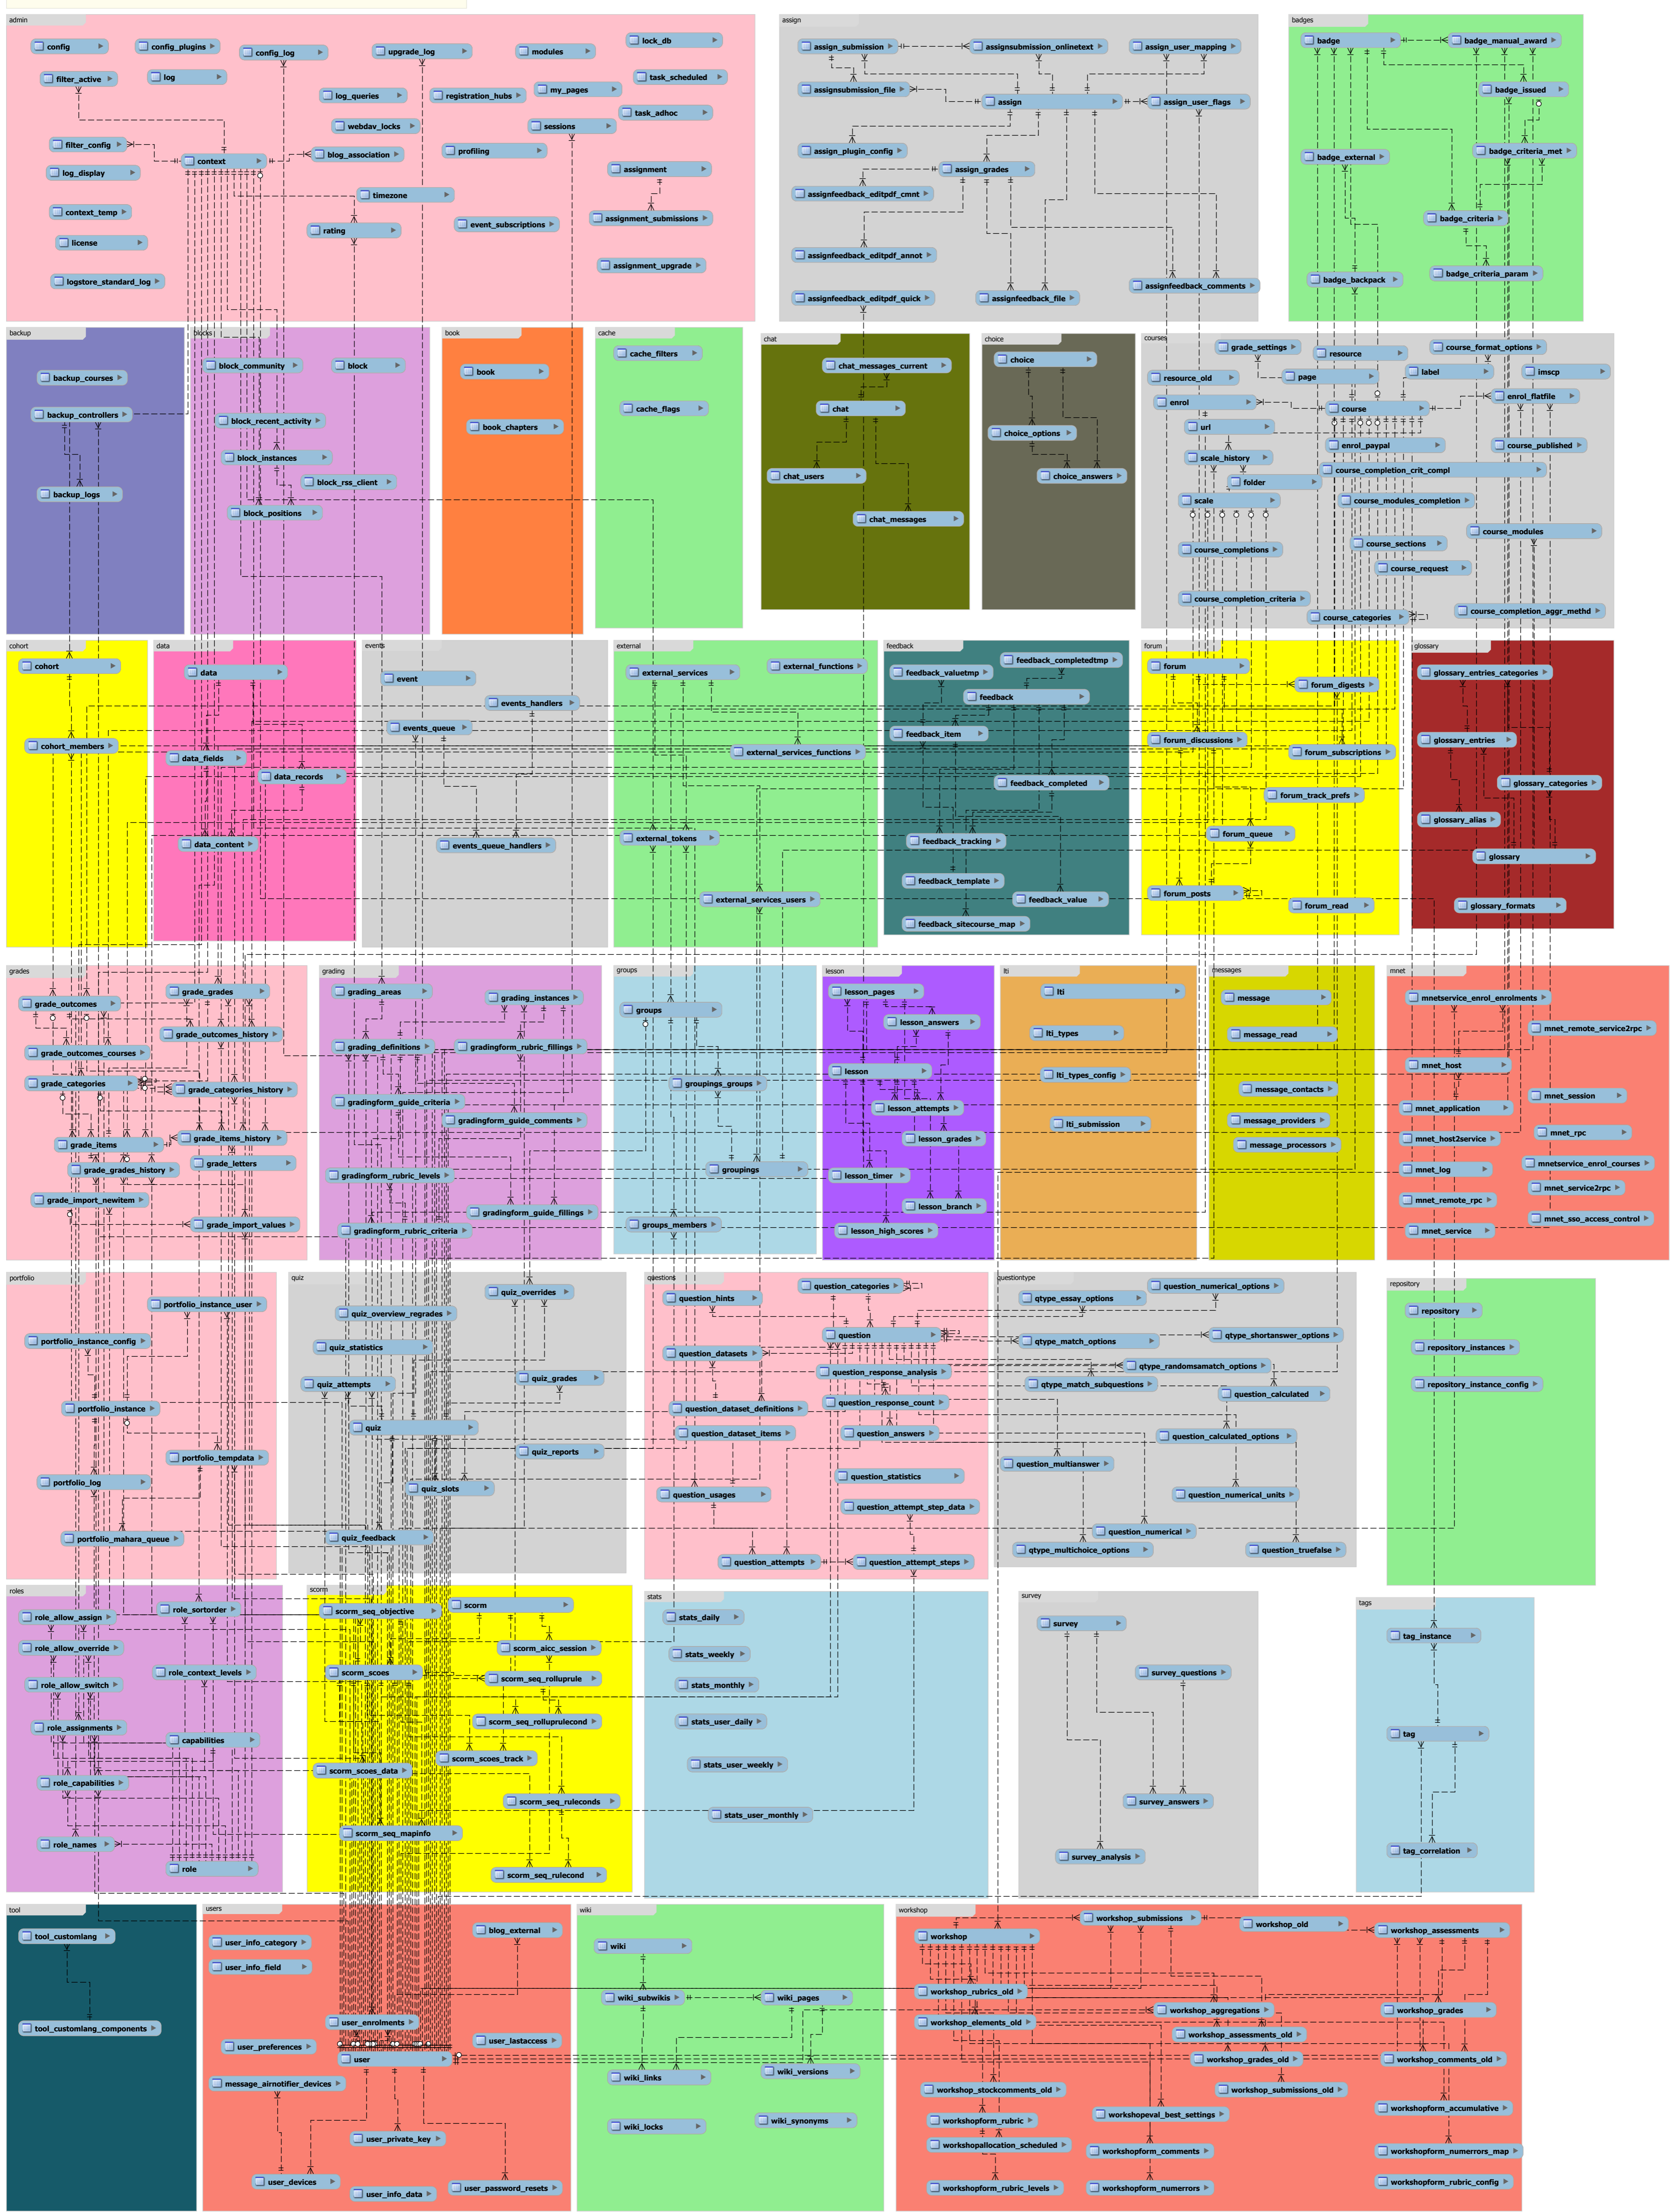 admin
config
config_plugins
config_log
upgrade_log
modules
lock_db
filter_active
log
task_scheduled
log_queries
registration_hubs
my_pages
task_adhoc
webdav_locks
sessions
filter_config
context
blog_association
profiling
log_display
assignment
timezone
context_temp
rating
event_subscriptions
assignment_submissions
license
assignment_upgrade
logstore_standard_log
assign
assign_submission
assignsubmission_onlinetext
assign_user_mapping
assignsubmission_file
assign
assign_user_flags
assign_plugin_config
assign_grades
assignfeedback_editpdf_cmnt
assignfeedback_editpdf_annot
assignfeedback_comments
assignfeedback_editpdf_quick
assignfeedback_file
badges
badge
badge_manual_award
badge_issued
badge_external
badge_criteria_met
badge_criteria
badge_backpack
badge_criteria_param
backup
backup_courses
backup_controllers
backup_logs
blocks
block_community
block
block_recent_activity
block_instances
block_rss_client
block_positions
book
book
book_chapters
cache
cache_filters
cache_flags
chat
chat_messages_current
chat
chat_users
chat_messages
choice
choice
choice_options
choice_answers
courses
grade_settings
resource
course_format_options
resource_old
page
label
imscp
enrol
course
enrol_flatfile
url
enrol_paypal
course_published
scale_history
course_completion_crit_compl
folder
scale
course_modules_completion
course_modules
course_completions
course_sections
course_request
course_completion_criteria
course_categories
course_completion_aggr_methd
cohort
cohort
cohort_members
data
data
data_fields
data_records
data_content
events
event
events_handlers
events_queue
events_queue_handlers
external
external_services
external_functions
external_services_functions
external_tokens
external_services_users
feedback
feedback_valuetmp
feedback_completedtmp
feedback
feedback_item
feedback_completed
feedback_tracking
feedback_template
feedback_value
feedback_sitecourse_map
forum
forum
forum_digests
forum_discussions
forum_subscriptions
forum_track_prefs
forum_queue
forum_posts
forum_read
glossary
glossary_entries_categories
glossary_entries
glossary_categories
glossary_alias
glossary
glossary_formats
grades
grade_outcomes
grade_grades
grade_outcomes_history
grade_outcomes_courses
grade_categories
grade_categories_history
grade_items
grade_items_history
grade_grades_history
grade_letters
grade_import_newitem
grade_import_values
grading
grading_areas
grading_instances
grading_definitions
gradingform_rubric_fillings
gradingform_guide_criteria
gradingform_guide_comments
gradingform_rubric_levels
gradingform_guide_fillings
gradingform_rubric_criteria
groups
groups
groupings_groups
groupings
groups_members
lesson
lesson_pages
lesson_answers
lesson
lesson_attempts
lesson_grades
lesson_timer
lesson_branch
lesson_high_scores
lti
lti
lti_types
lti_types_config
lti_submission
messages
message
message_read
message_contacts
message_providers
message_processors
mnet
mnetservice_enrol_enrolments
mnet_remote_service2rpc
mnet_host
mnet_session
mnet_application
mnet_host2service
mnet_rpc
mnet_log
mnetservice_enrol_courses
mnet_service2rpc
mnet_remote_rpc
mnet_sso_access_control
mnet_service
portfolio
portfolio_instance_user
portfolio_instance_config
portfolio_instance
portfolio_tempdata
portfolio_log
portfolio_mahara_queue
quiz
quiz_overrides
quiz_overview_regrades
quiz_statistics
quiz_attempts
quiz_grades
quiz
quiz_reports
quiz_slots
quiz_feedback
questions
question_categories
question_hints
question
question_datasets
question_response_analysis
question_dataset_definitions
question_response_count
question_dataset_items
question_answers
question_statistics
question_usages
question_attempt_step_data
question_attempts
question_attempt_steps
questiontype
qtype_essay_options
question_numerical_options
qtype_match_options
qtype_shortanswer_options
qtype_randomsamatch_options
qtype_match_subquestions
question_calculated
question_calculated_options
question_multianswer
question_numerical_units
question_numerical
qtype_multichoice_options
question_truefalse
repository
repository
repository_instances
repository_instance_config
roles
role_allow_assign
role_sortorder
role_allow_override
role_context_levels
role_allow_switch
role_assignments
capabilities
role_capabilities
role_names
role
scorm
scorm_seq_objective
scorm
scorm_aicc_session
scorm_scoes
scorm_seq_rolluprule
scorm_seq_rolluprulecond
scorm_scoes_track
scorm_scoes_data
scorm_seq_ruleconds
scorm_seq_mapinfo
scorm_seq_rulecond
stats
stats_daily
stats_weekly
stats_monthly
stats_user_daily
stats_user_weekly
stats_user_monthly
survey
survey
survey_questions
survey_answers
survey_analysis
tags
tag_instance
tag
tag_correlation
tool
tool_customlang
tool_customlang_components
users
blog_external
user_info_category
user_info_field
user_enrolments
user_lastaccess
user_preferences
user
message_airnotifier_devices
user_private_key
user_devices
user_info_data
user_password_resets
wiki
wiki
wiki_subwikis
wiki_pages
wiki_links
wiki_versions
wiki_locks
wiki_synonyms
workshop
workshop_submissions
workshop_old
workshop_assessments
workshop
workshop_rubrics_old
workshop_aggregations
workshop_grades
workshop_elements_old
workshop_assessments_old
workshop_grades_old
workshop_comments_old
workshop_stockcomments_old
workshop_submissions_old
workshopform_accumulative
workshopform_rubric
workshopeval_best_settings
workshopallocation_scheduled
workshopform_comments
workshopform_numerrors_map
workshopform_rubric_levels
workshopform_numerrors
workshopform_rubric_config